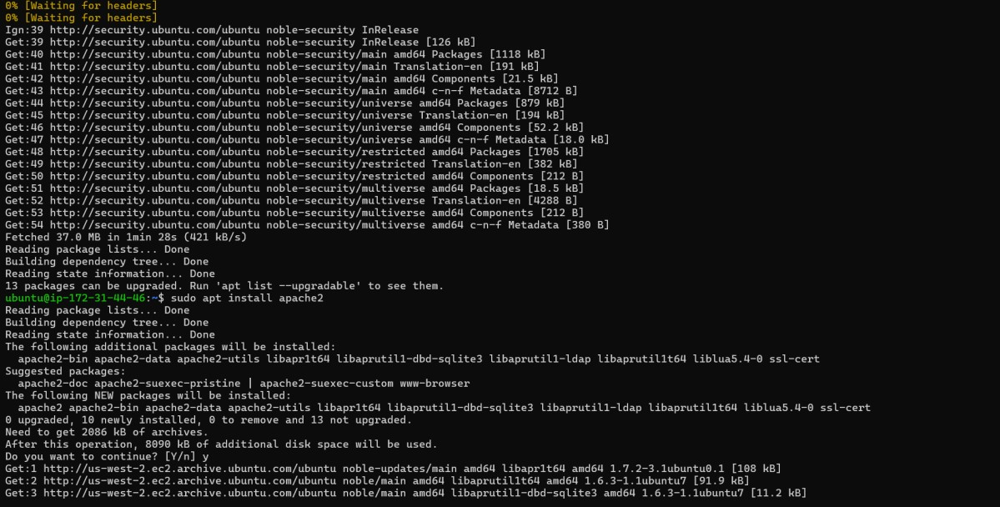 0% [Waiting for headers]
0% [Waiting for headers]
Ign:39 http://security.ubuntu.com/ubuntu noble-security InRelease
Get:39 http://security.ubuntu.com/ubuntu noble-security InRelease [126 kB]
Get:40 http://security.ubuntu.com/ubuntu noble-security/main amd64 Packages [1118 kB]
Get:41 http://security.ubuntu.com/ubuntu noble-security/main Translation-en [191 kB]
Get:42 http://security.ubuntu.com/ubuntu noble-security/main amd64 Components [21.5 kB]
Get:43 http://security.ubuntu.com/ubuntu noble-security/main amd64 c-n-f Metadata [8712 B]
Get:44 http://security.ubuntu.com/ubuntu noble-security/universe amd64 Packages [879 kB]
Get:45 http://security.ubuntu.com/ubuntu noble-security/universe Translation-en [194 kB]
Get:46 http://security.ubuntu.com/ubuntu noble-security/universe amd64 Components [52.2 kB]
Get:47 http://security.ubuntu.com/ubuntu noble-security/universe amd64 c-n-f Metadata [18.0 kB]
Get:48 http://security.ubuntu.com/ubuntu noble-security/restricted amd64 Packages [1705 kB]
Get:49 http://security.ubuntu.com/ubuntu noble-security/restricted Translation-en [382 kB]
Get:50 http://security.ubuntu.com/ubuntu noble-security/restricted amd64 Components [212 B]
Get:51 http://security.ubuntu.com/ubuntu noble-security/multiverse amd64 Packages [18.5 kB]
Get:52 http://security.ubuntu.com/ubuntu noble-security/multiverse Translation-en [4288 B]
Get:53 http://security.ubuntu.com/ubuntu noble-security/multiverse amd64 Components [212 B]
Get:54 http://security.ubuntu.com/ubuntu noble-security/multiverse amd64 c-n-f Metadata [380 B]
Fetched 37.0 MB in 1min 28s (421 kB/s)
Reading package lists... Done
Building dependency tree... Done
Reading state information... Done
13 packages can be upgraded. Run 'apt list --upgradable' to see them.
ubuntu@ip-172-31-44-46:~$ sudo apt install apache2
Reading package lists... Done
Building dependency tree... Done
Reading state information... Done
The following additional packages will be installed:
  apache2-bin apache2-data apache2-utils libapr1t64 libaprutil1-dbd-sqlite3 libaprutil1-ldap libaprutil1t64 liblua5.4-0 ssl-cert
Suggested packages:
  apache2-doc apache2-suexec-pristine | apache2-suexec-custom www-browser
The following NEW packages will be installed:
  apache2 apache2-bin apache2-data apache2-utils libapr1t64 libaprutil1-dbd-sqlite3 libaprutil1-ldap libaprutil1t64 liblua5.4-0 ssl-cert
0 upgraded, 10 newly installed, 0 to remove and 13 not upgraded.
Need to get 2086 kB of archives.
After this operation, 8090 kB of additional disk space will be used.
Do you want to continue? [Y/n] y
Get:1 http://us-west-2.ec2.archive.ubuntu.com/ubuntu noble-updates/main amd64 libapr1t64 amd64 1.7.2-3.1ubuntu0.1 [108 kB]
Get:2 http://us-west-2.ec2.archive.ubuntu.com/ubuntu noble/main amd64 libaprutil1t64 amd64 1.6.3-1.1ubuntu7 [91.9 kB]
Get:3 http://us-west-2.ec2.archive.ubuntu.com/ubuntu noble/main amd64 libaprutil1-dbd-sqlite3 amd64 1.6.3-1.1ubuntu7 [11.2 kB]